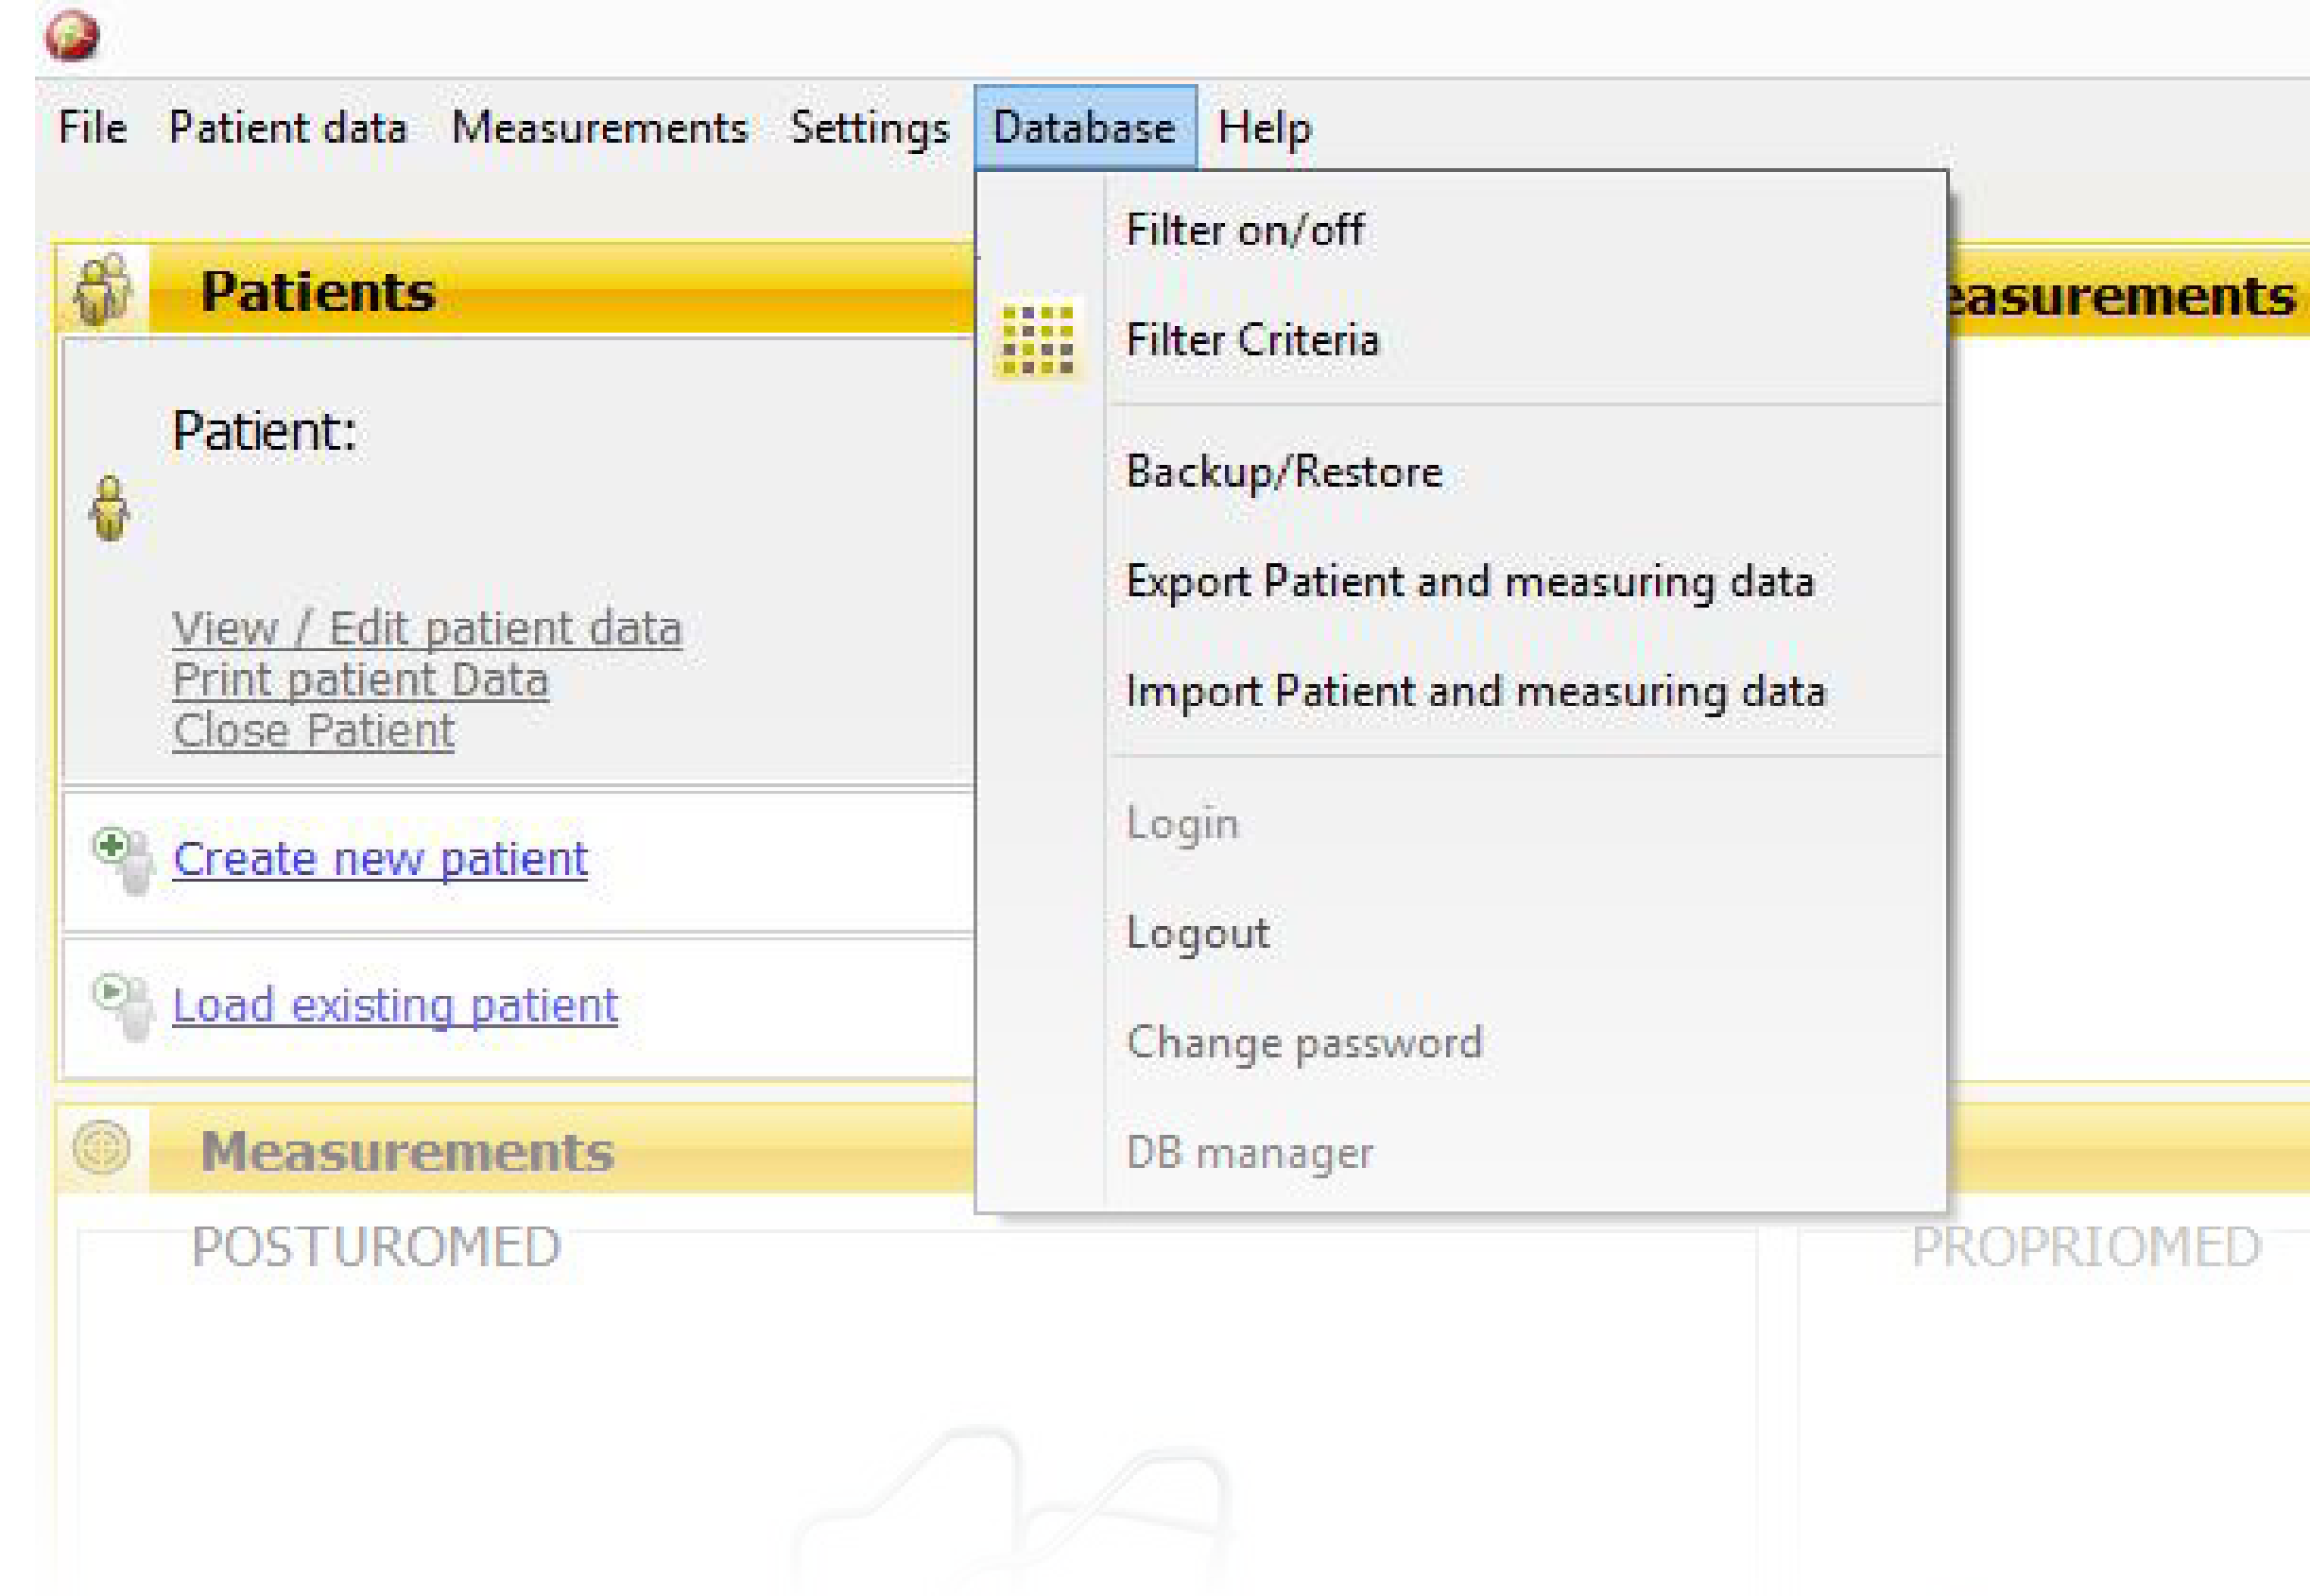 File Patient data Measurements Settings Database Help
Filter on/off
Filter Criteria
Backup/Restore
Export Patient and measuring data
Import Patient and measuring data
Login
Logout
Change password
DB manager
Patients
Patient:
View / Edit patient data
Print patient Data
Close Patient
Create new patient
Load existing patient
easurements
Measurements
POSTUROMED
PROPRIOMED